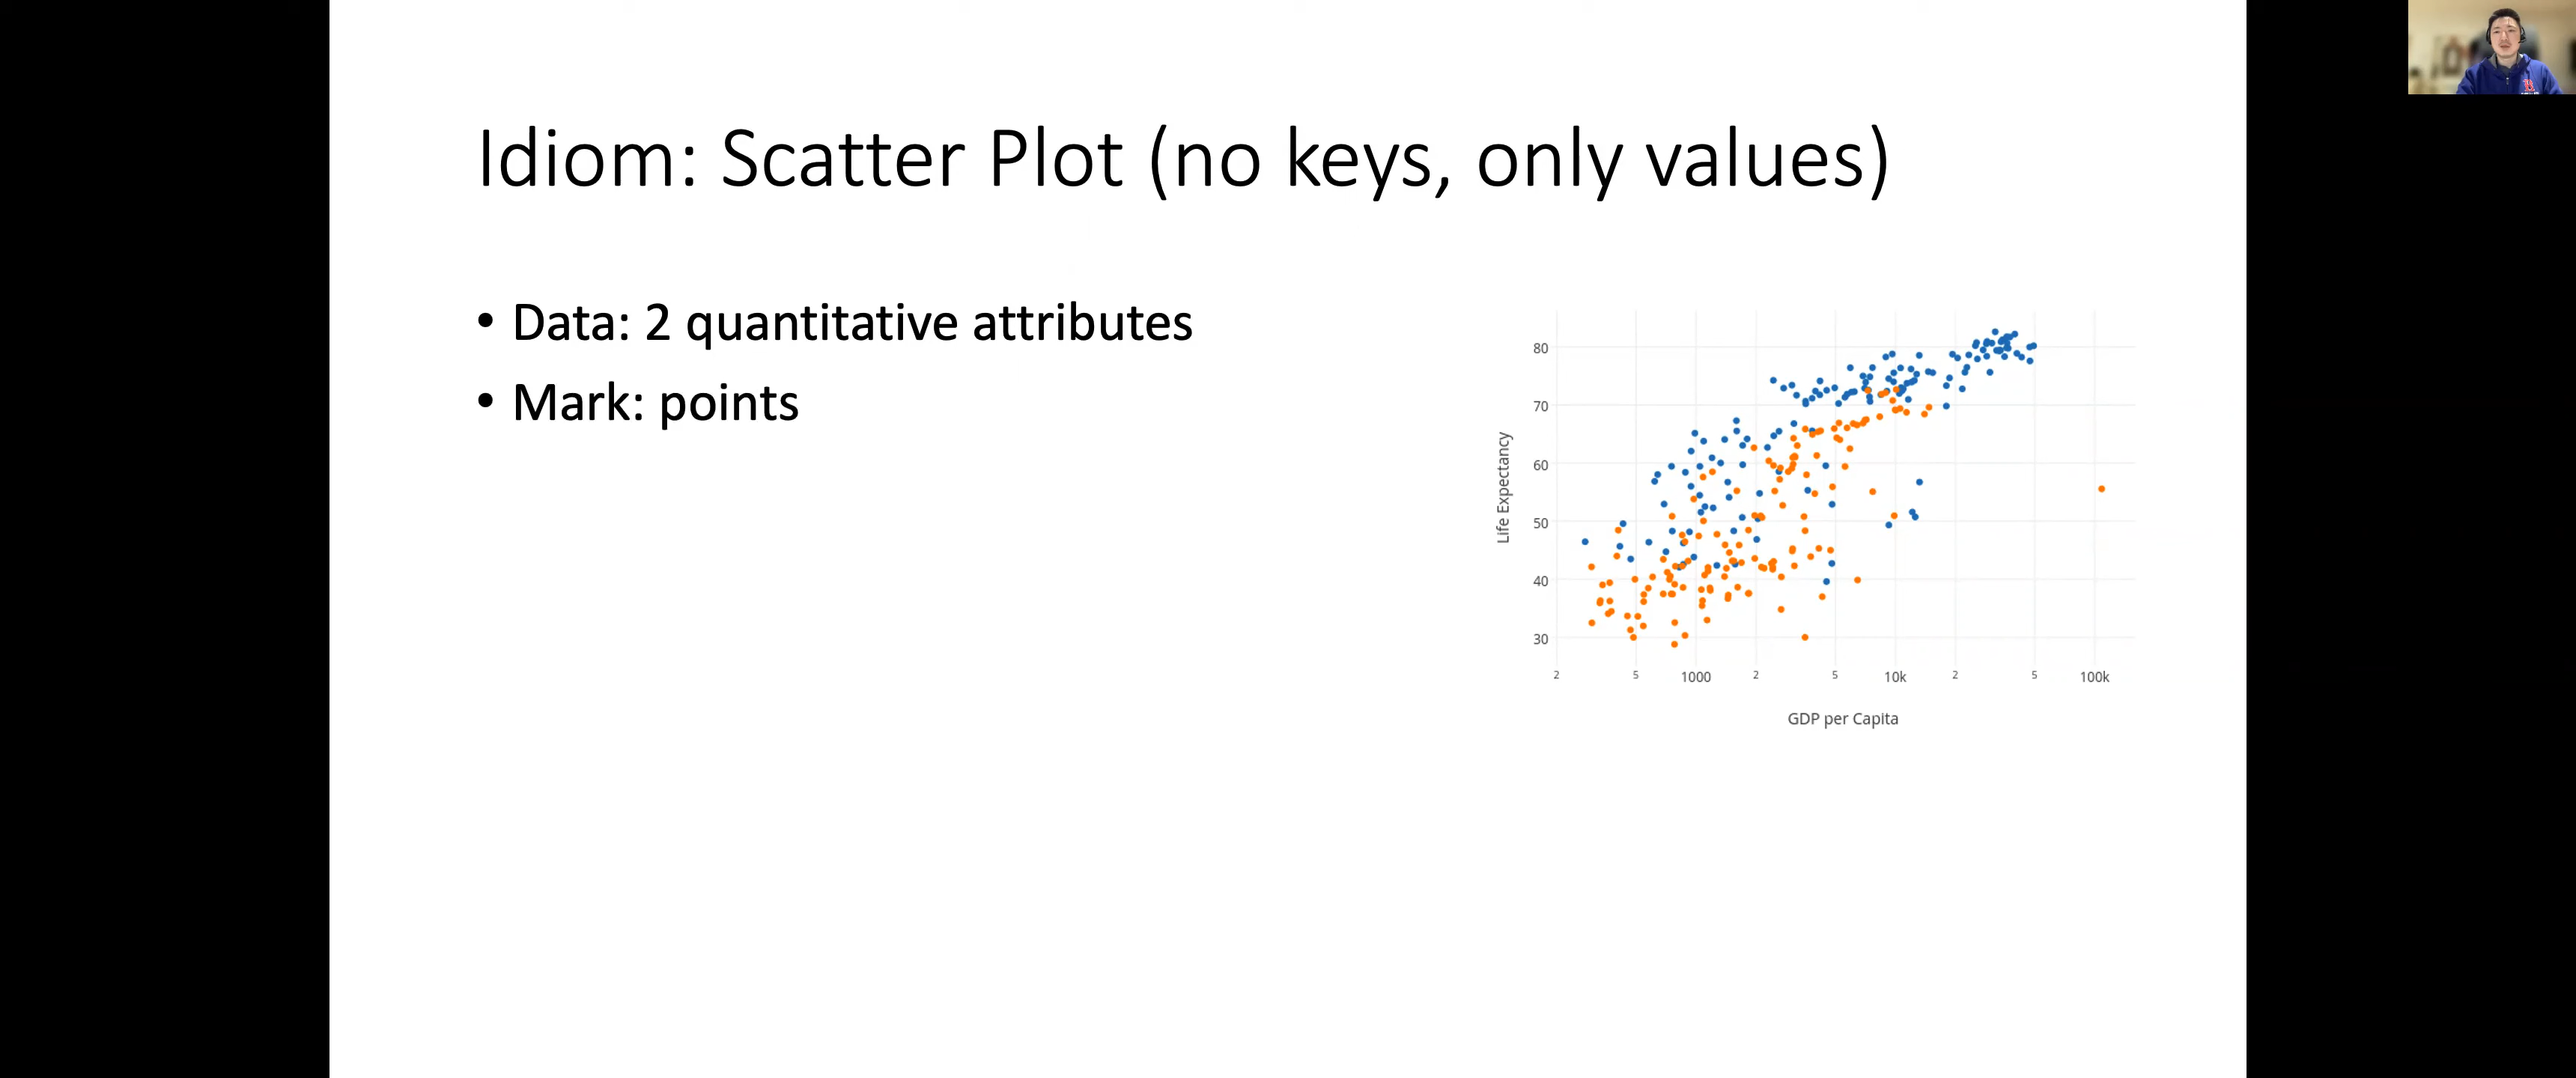 Idiom: Scatter Plot (no keys, only values)
• Data: 2 quantitative attributes
• Mark: points
80
70
60
50
40
30
Life Expectancy
2 5 1000 2 5 10k 2 5 100k
GDP per Capita